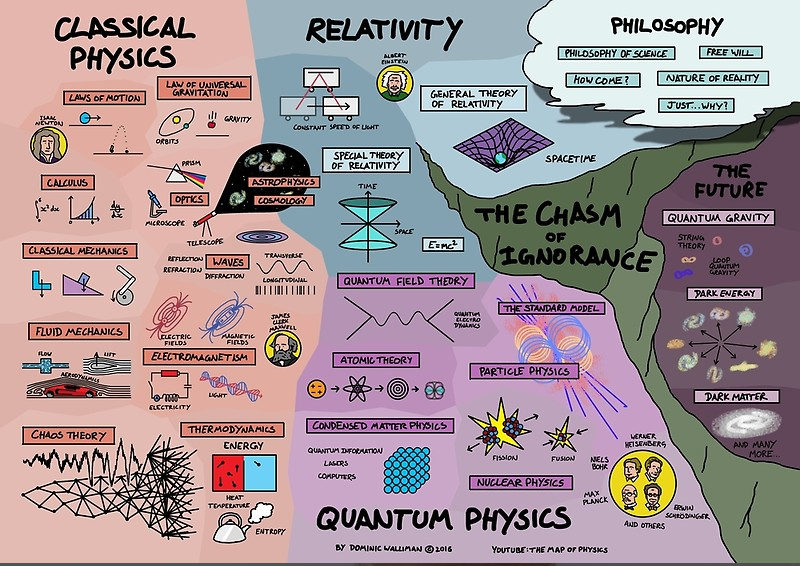 CLASSICAL
PHYSICS
LAWS OF MOTION
LAW OF UNIVERSAL
GRAVITATION
ISAAC
NEWTON
ORBITS
GRAVITY
CALCULUS
∫x²dx
dy
dx
PRISM
OPTICS
MICROSCOPE
TELESCOPE
ASTROPHYSICS
COSMOLOGY
CLASSICAL MECHANICS
REFLECTION
REFRACTION
WAVES
DIFFRACTION
TRANSVERSE
LONGITUDINAL
FLUID MECHANICS
FLOW
LIFT
AERODYNAMICS
ELECTRIC
FIELDS
MAGNETIC
FIELDS
JAMES
CLERK
MAXWELL
ELECTROMAGNETISM
ELECTRICITY
LIGHT
CHAOS THEORY
THERMODYNAMICS
ENERGY
HEAT
TEMPERATURE
ENTROPY
RELATIVITY
ALBERT
EINSTEIN
CONSTANT SPEED OF LIGHT
GENERAL THEORY
OF RELATIVITY
SPACETIME
SPECIAL THEORY
OF RELATIVITY
TIME
SPACE
E=mc²
PHILOSOPHY
PHILOSOPHY OF SCIENCE
FREE WILL
HOW COME?
NATURE OF REALITY
JUST...WHY?
THE CHASM
OF
IGNORANCE
THE
FUTURE
QUANTUM GRAVITY
STRING
THEORY
LOOP
QUANTUM
GRAVITY
DARK ENERGY
DARK MATTER
AND MANY
MORE...
QUANTUM FIELD THEORY
QUANTUM
ELECTRO
DYNAMICS
THE STANDARD MODEL
ATOMIC THEORY
PARTICLE PHYSICS
CONDENSED MATTER PHYSICS
QUANTUM INFORMATION
LASERS
COMPUTERS
FISSION
FUSION
NUCLEAR PHYSICS
WERNER
HEISENBERG
NIELS
BOHR
MAX
PLANCK
ERWIN
SCHRÖDINGER
AND OTHERS
QUANTUM PHYSICS
BY DOMINIC WALLIMAN © 2016
YOUTUBE: THE MAP OF PHYSICS